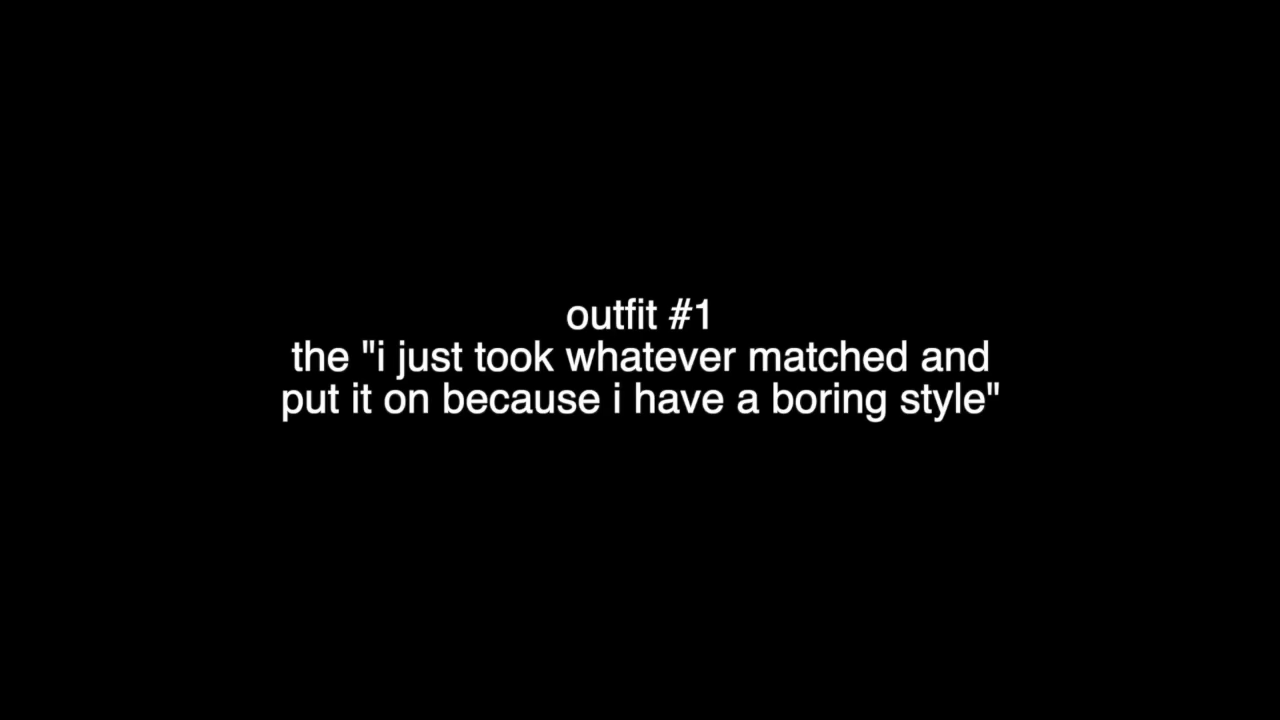 outfit #1
the "i just took whatever matched and
put it on because i have a boring style"